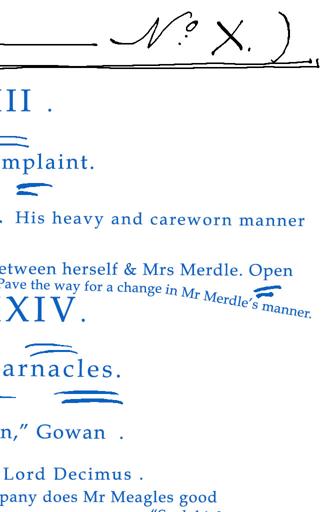 Nº. X.)
III .
mplaint.
. His heavy and careworn manner
etween herself & Mrs Merdle. Open
Pave the way for a change in Mr Merdle’s manner.
XIV.
arnacles.
n,” Gowan .
Lord Decimus .
pany does Mr Meagles good